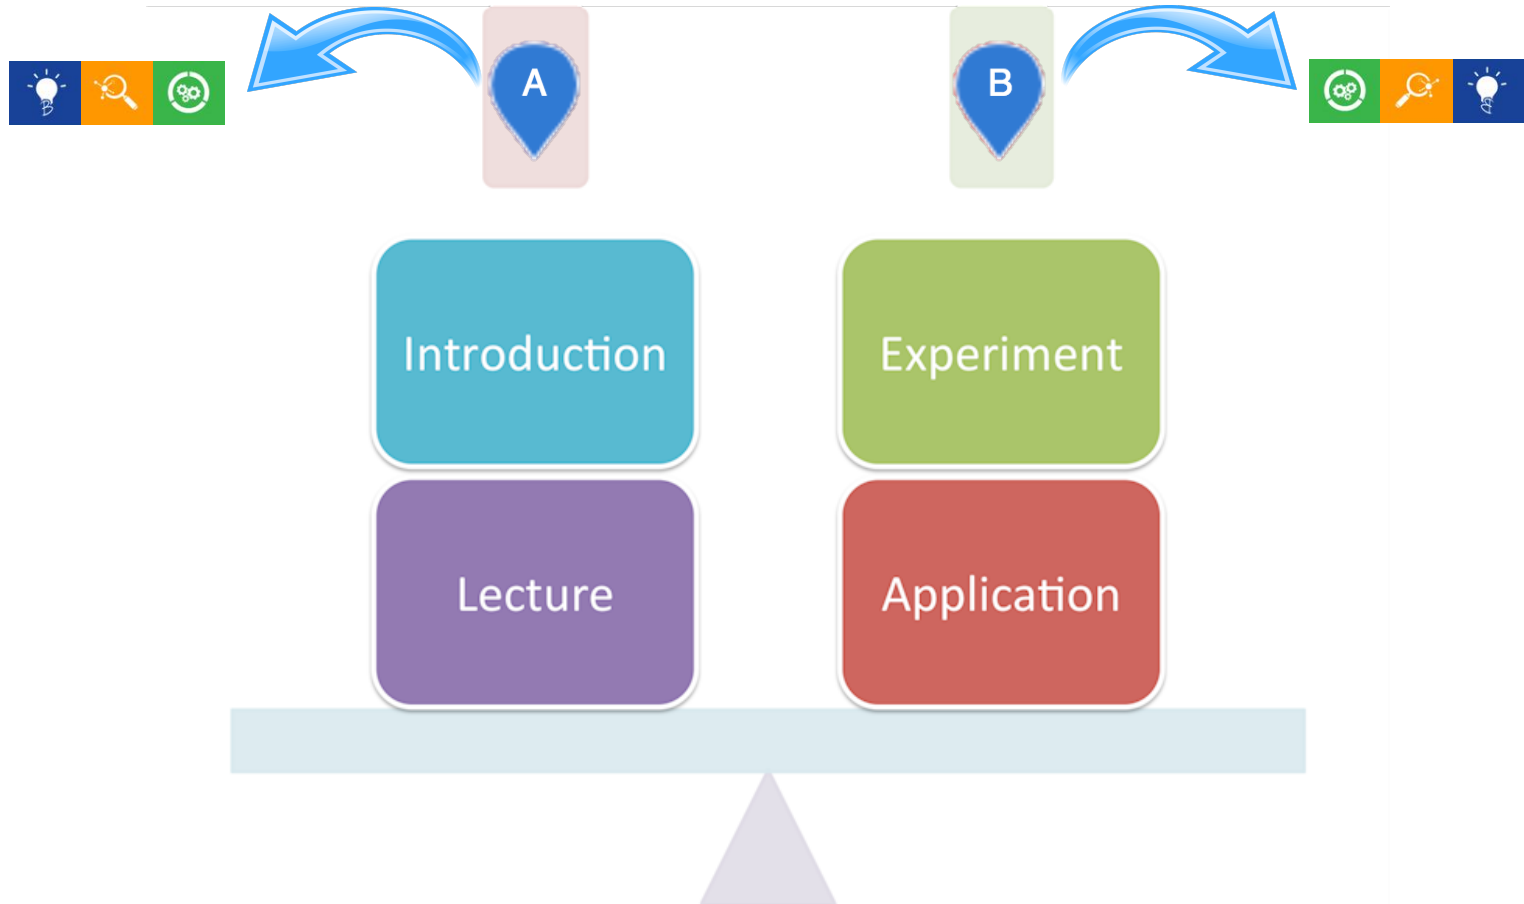 A
B
B
Introduction
Experiment
Lecture
Application